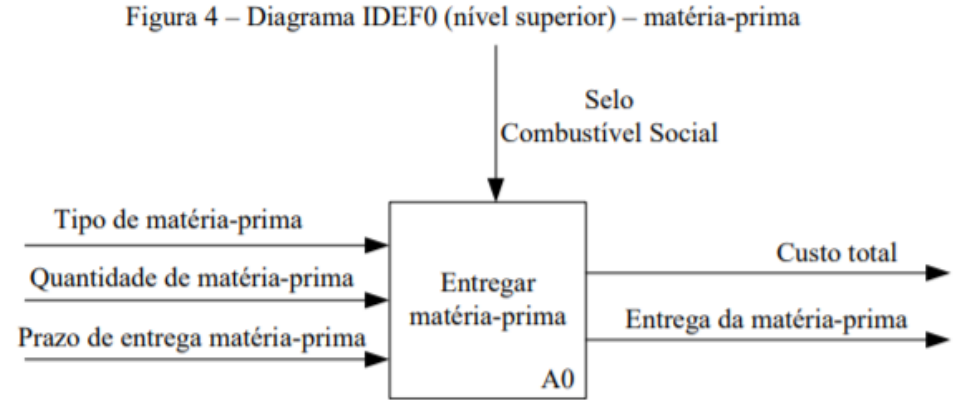 Figura 4 – Diagrama IDEF0 (nível superior) – matéria-prima
Selo
Combustível Social
Tipo de matéria-prima
Quantidade de matéria-prima
Prazo de entrega matéria-prima
Entregar
matéria-prima
A0
Custo total
Entrega da matéria-prima